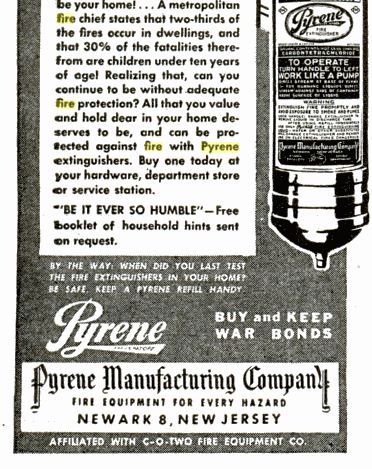 be your home! . . . A metropolitan
fire chief states that two-thirds of
the fires occur in dwellings, and
that 30% of the fatalities there-
from are children under ten years
of age! Realizing that, can you
continue to be without adequate
fire protection? All that you value
and hold dear in your home de-
serves to be, and can be pro-
tected against fire with Pyrene
extinguishers. Buy one today at
your hardware, department store
or service station.
"BE IT EVER SO HUMBLE"—Free
booklet of household hints sent
on request.
Pyrene
FIRE
EXTINGUISHER
CARBONTETRACHLORIDE
TO OPERATE
TURN HANDLE TO LEFT
WORK LIKE A PUMP
WARNING
Pyrene Manufacturing Company
BY THE WAY: WHEN DID YOU LAST TEST
THE FIRE EXTINGUISHERS IN YOUR HOME?
BE SAFE, KEEP A PYRENE REFILL HANDY
Pyrene
BUY and KEEP
WAR BONDS
Pyrene Manufacturing Company
FIRE EQUIPMENT FOR EVERY HAZARD
NEWARK 8, NEW JERSEY
AFFILIATED WITH C-O-TWO FIRE EQUIPMENT CO.